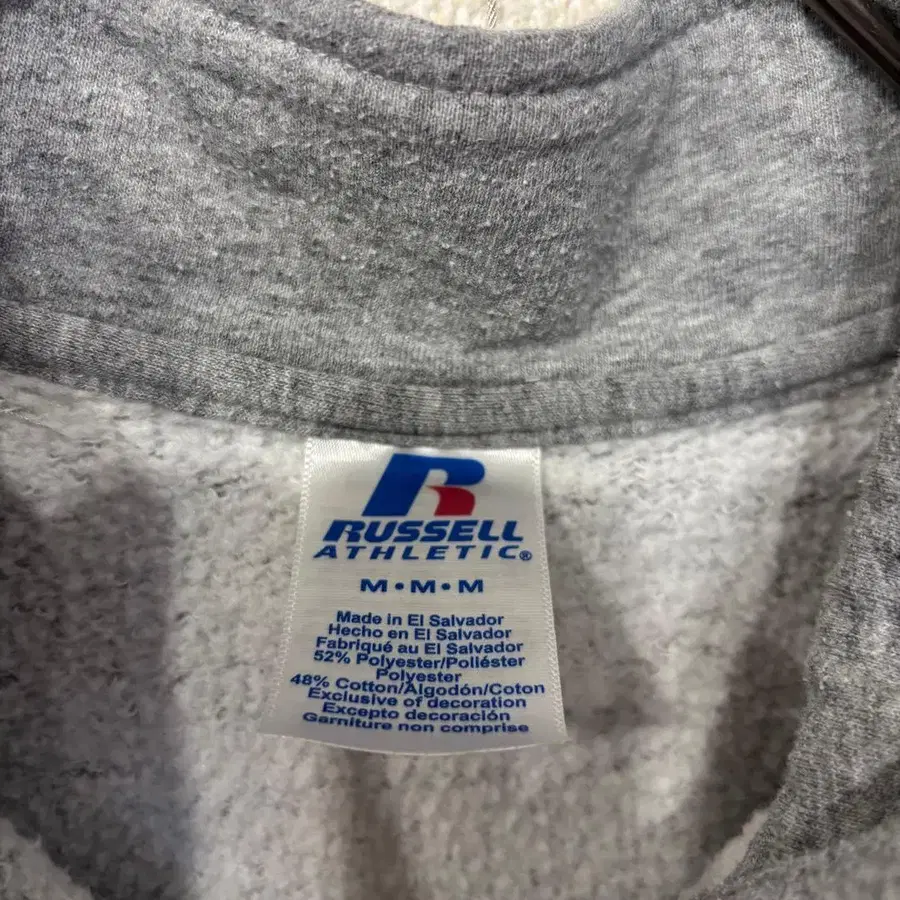 R
RUSSELL
ATHLETIC®
M•M•M
Made in El Salvador
Hecho en El Salvador
Fabriqué au El Salvador
52% Polyester/Poliéster
Polyester
48% Cotton/Algodón/Coton
Exclusive of decoration
Excepto decoración
Garniture non comprise